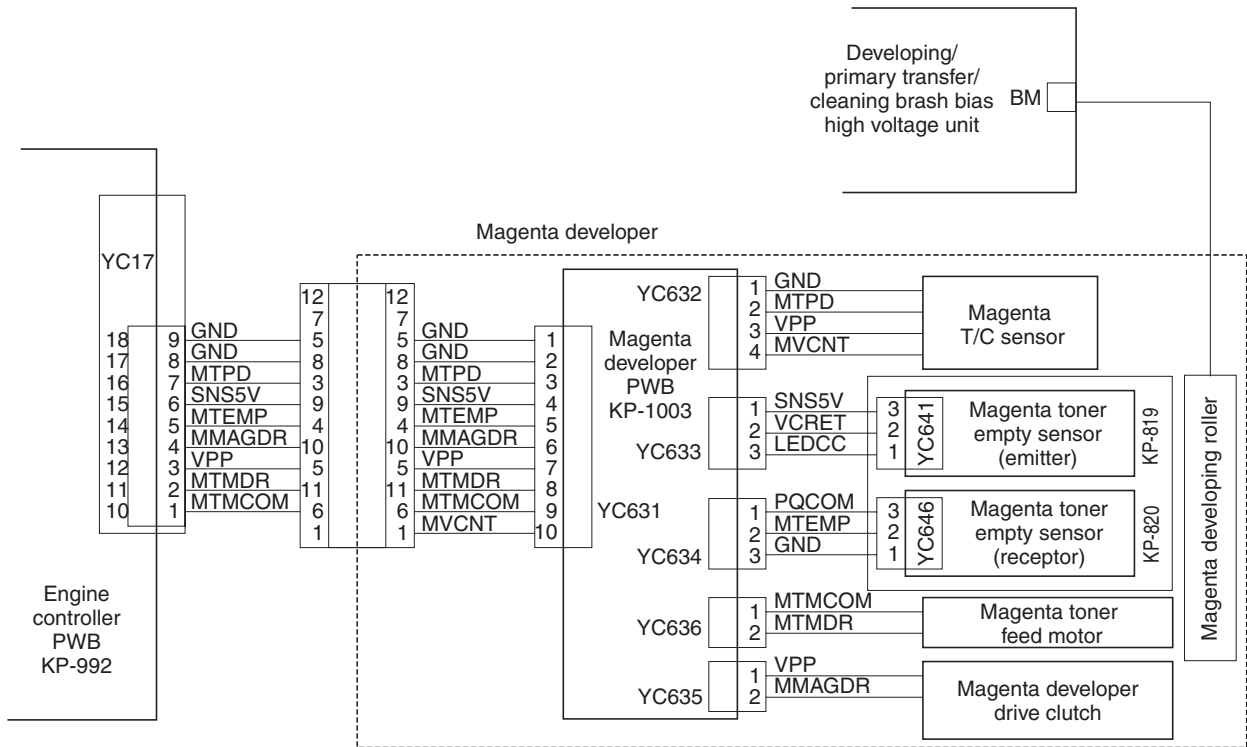 Developing/
primary transfer/
cleaning brash bias
high voltage unit
BM
Magenta developer
YC17
18 9 GND
17 8 GND
16 7 MTPD
15 6 SNS5V
14 5 MTEMP
13 4 MMAGDR
12 3 VPP
11 2 MTMDR
10 1 MTMCOM
Engine
controller
PWB
KP-992
12 12
7 7
5 5 GND 1
8 8 GND 2
3 3 MTPD 3
9 9 SNS5V 4
4 4 MTEMP 5
10 10 MMAGDR 6
5 5 VPP 7
11 11 MTMDR 8
6 6 MTMCOM 9
1 1 MVCNT 10
YC631
Magenta
developer
PWB
KP-1003
YC632
1 GND
2 MTPD
3 VPP
4 MVCNT
Magenta
T/C sensor
YC633
1 SNS5V 3
2 VCRET 2
3 LEDCC 1
YC641
Magenta toner
empty sensor
(emitter)
KP-819
YC634
1 PQCOM 3
2 MTEMP 2
3 GND 1
YC646
Magenta toner
empty sensor
(receptor)
KP-820
YC636
1 MTMCOM
2 MTMDR
Magenta toner
feed motor
YC635
1 VPP
2 MMAGDR
Magenta developer
drive clutch
Magenta developing roller